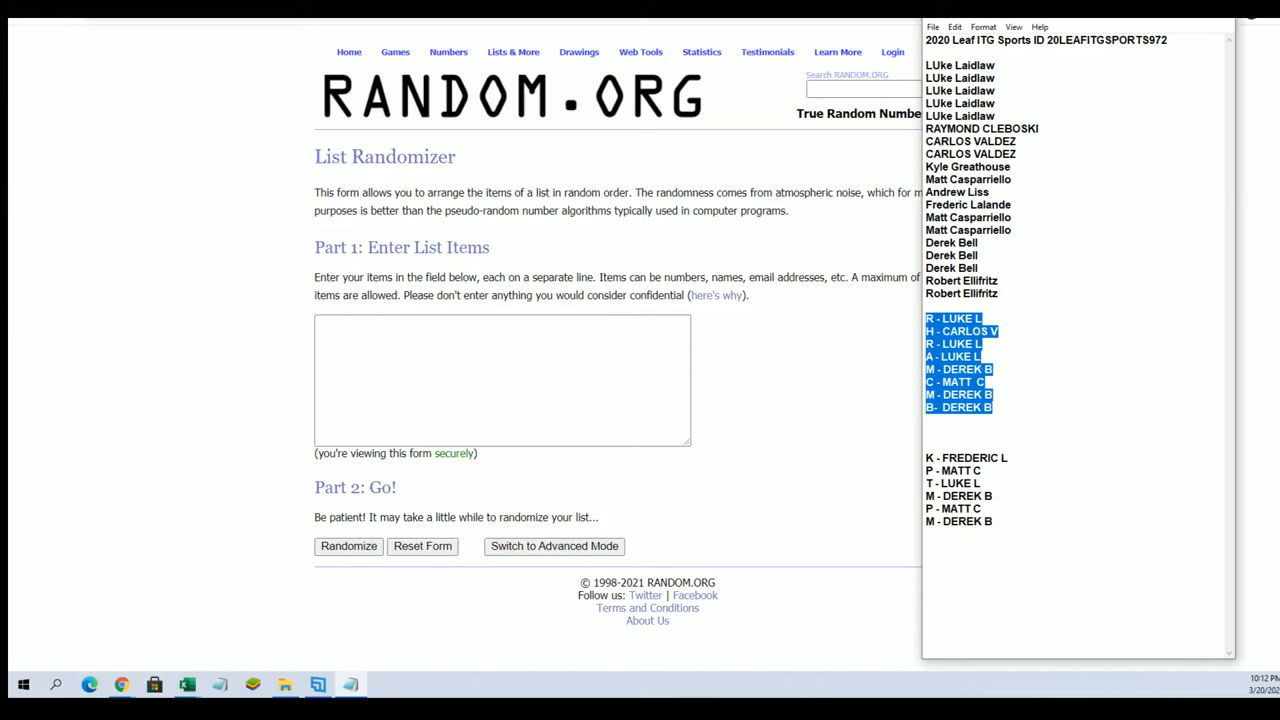 Home Games Numbers Lists & More Drawings Web Tools Statistics Testimonials Learn More Login
RANDOM.ORG
Search RANDOM.ORG
True Random Numbe
List Randomizer
This form allows you to arrange the items of a list in random order. The randomness comes from atmospheric noise, which for m
purposes is better than the pseudo-random number algorithms typically used in computer programs.
Part 1: Enter List Items
Enter your items in the field below, each on a separate line. Items can be numbers, names, email addresses, etc. A maximum of
items are allowed. Please don't enter anything you would consider confidential (here's why).
(you're viewing this form securely)
Part 2: Go!
Be patient! It may take a little while to randomize your list...
Randomize Reset Form Switch to Advanced Mode
© 1998-2021 RANDOM.ORG
Follow us: Twitter | Facebook
Terms and Conditions
About Us
File Edit Format View Help
2020 Leaf ITG Sports ID 20LEAFITGSPORTS972
LUke Laidlaw
LUke Laidlaw
LUke Laidlaw
LUke Laidlaw
LUke Laidlaw
RAYMOND CLEBOSKI
CARLOS VALDEZ
CARLOS VALDEZ
Kyle Greathouse
Matt Casparriello
Andrew Liss
Frederic Lalande
Matt Casparriello
Matt Casparriello
Derek Bell
Derek Bell
Derek Bell
Robert Ellifritz
Robert Ellifritz
R - LUKE L
H - CARLOS V
R - LUKE L
A - LUKE L
M - DEREK B
C - MATT C
M - DEREK B
B- DEREK B
K - FREDERIC L
P - MATT C
T - LUKE L
M - DEREK B
P - MATT C
M - DEREK B
10:12 PM
3/20/202